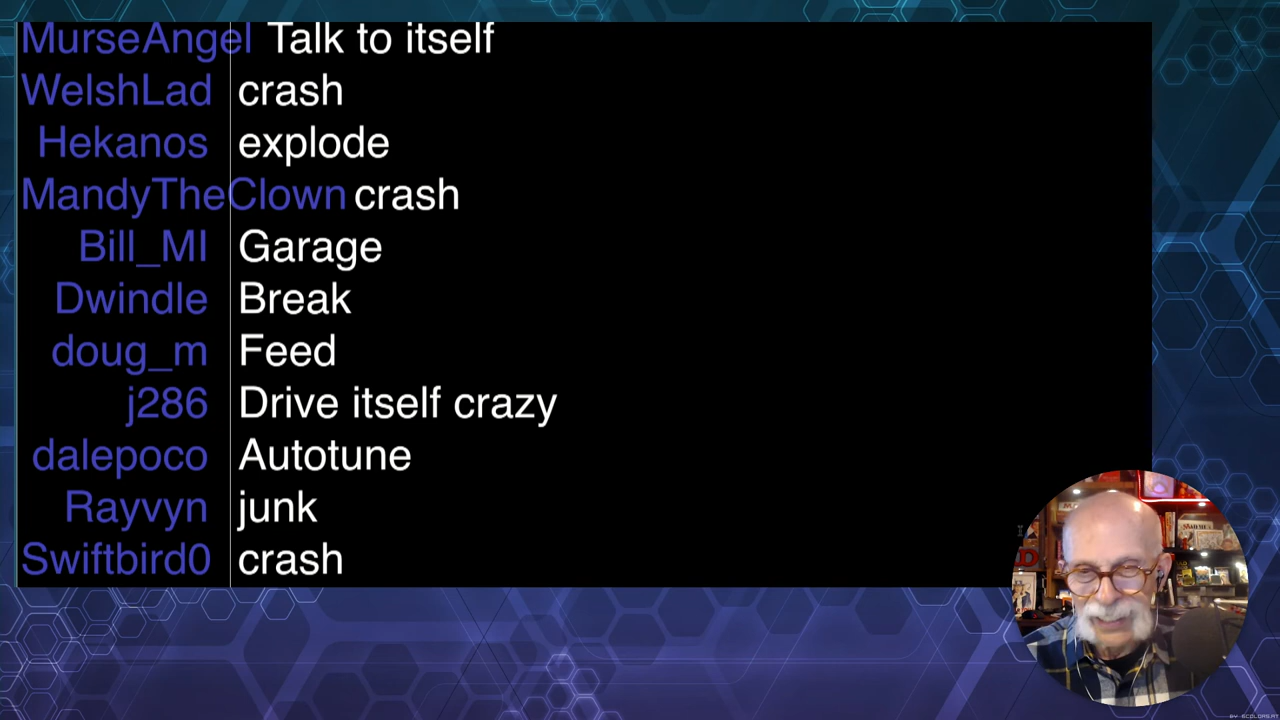 MurseAngel Talk to itself
WelshLad crash
Hekanos explode
MandyTheClown crash
Bill_MI Garage
Dwindle Break
doug_m Feed
j286 Drive itself crazy
dalepoco Autotune
Rayvyn junk
Swiftbird0 crash